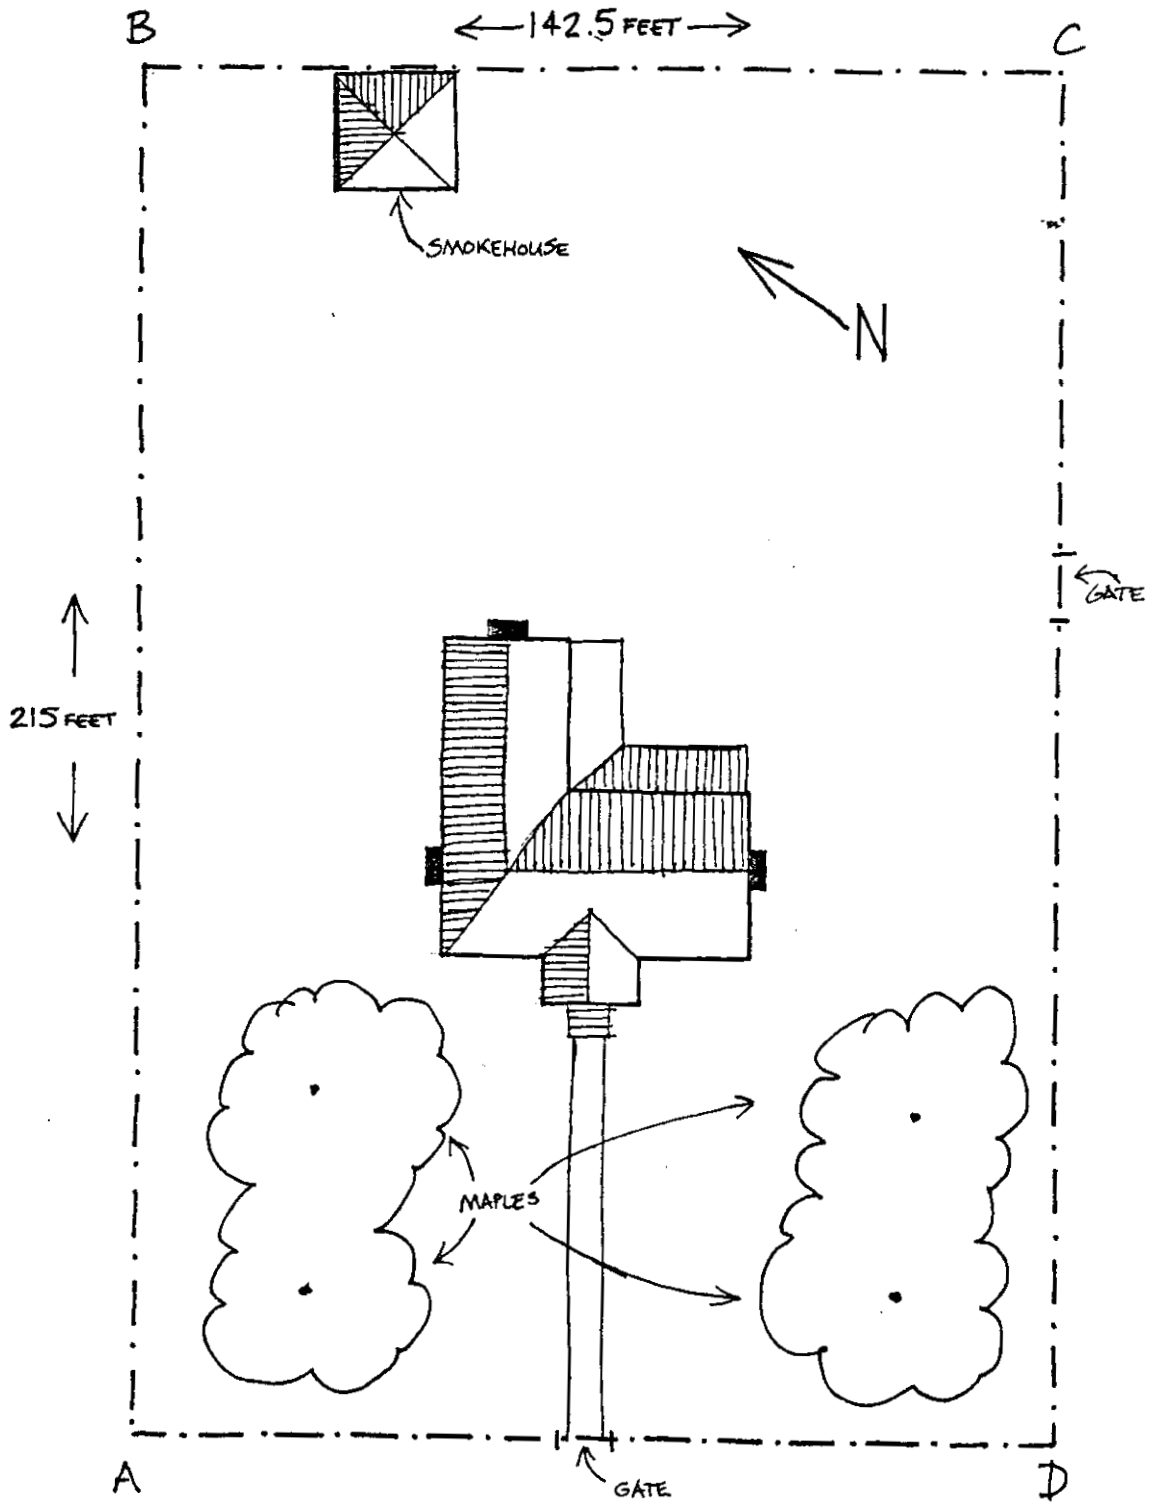 B
142.5 FEET
C
SMOKEHOUSE
N
GATE
215 FEET
MAPLES
A
GATE
D